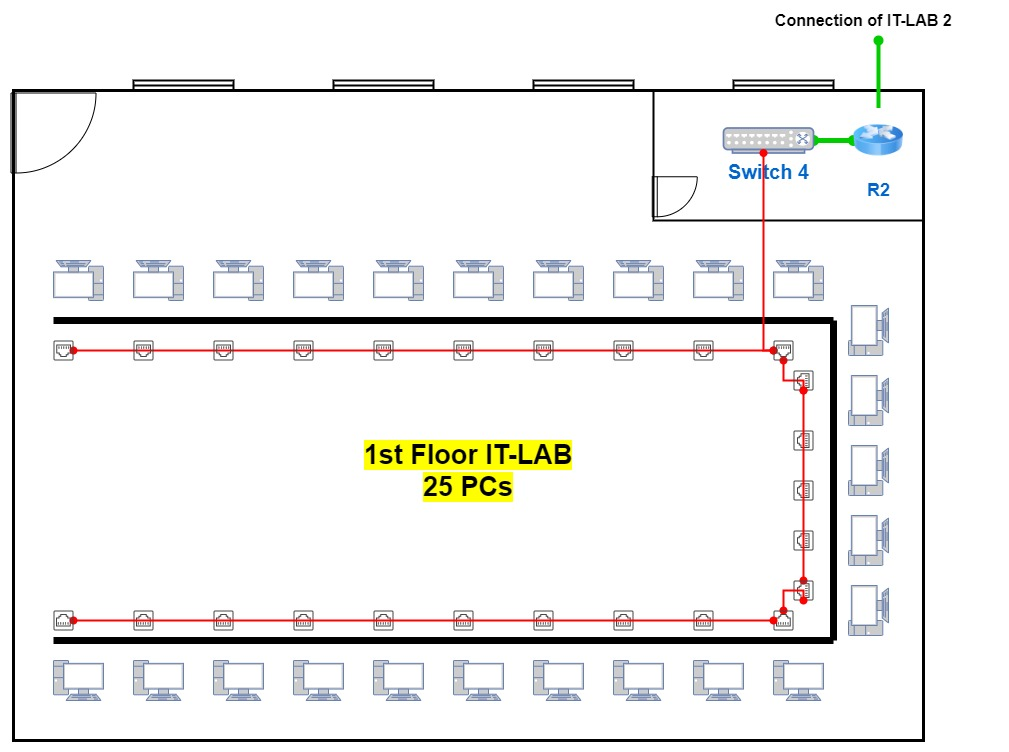 Connection of IT-LAB 2
Switch 4
R2
1st Floor IT-LAB
25 PCs